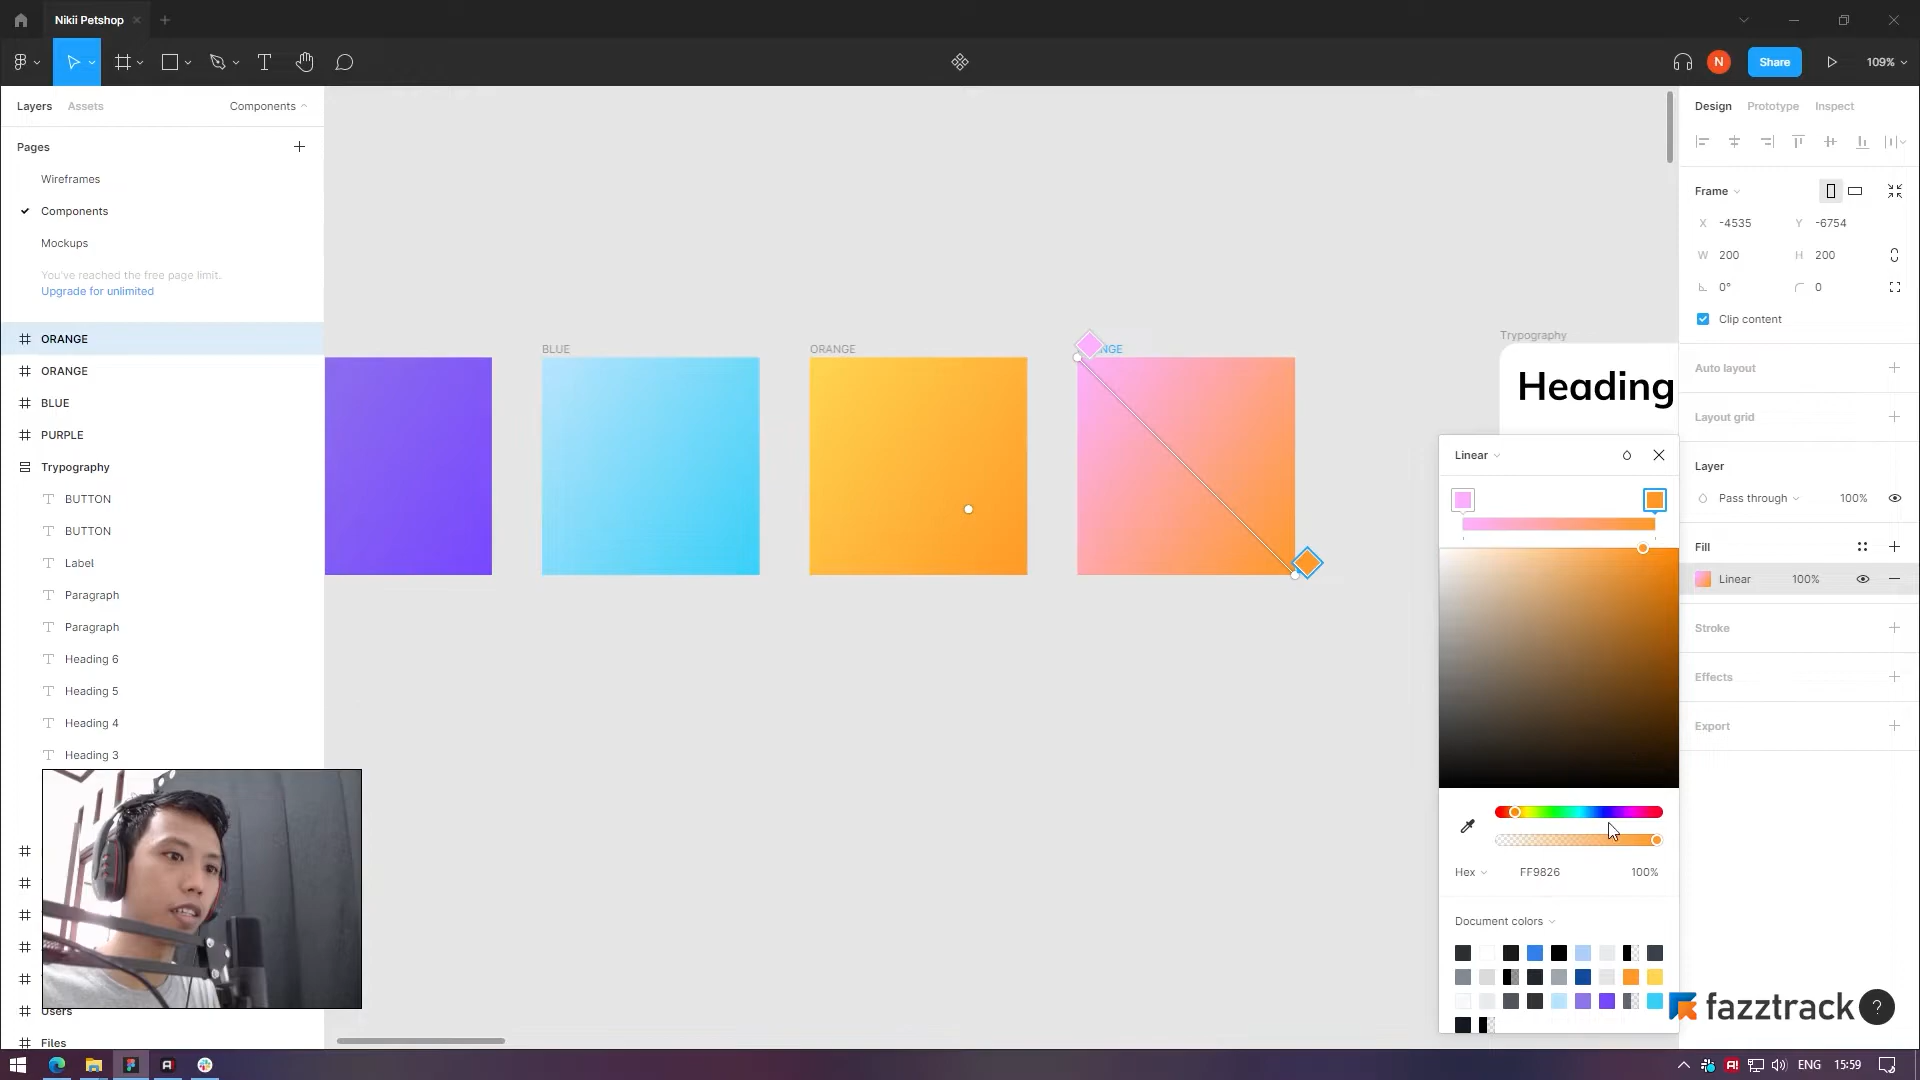 Nikii Petshop
Share
109%
N
Layers
Assets
Components
Pages
Wireframes
Components
Mockups
You've reached the free page limit.
Upgrade for unlimited
ORANGE
ORANGE
BLUE
PURPLE
Trypography
BUTTON
BUTTON
Label
Paragraph
Paragraph
Heading 6
Heading 5
Heading 4
Heading 3
Users
Files
BLUE
ORANGE
NGE
Trypography
Heading
Linear
Hex
FF9826
100%
Document colors
Design
Prototype
Inspect
Frame
X -4535
Y -6754
W 200
H 200
0°
0
Clip content
Auto layout
Layout grid
Layer
Pass through
100%
Fill
Linear
100%
Stroke
Effects
Export
fazztrack
?
ENG
15:59